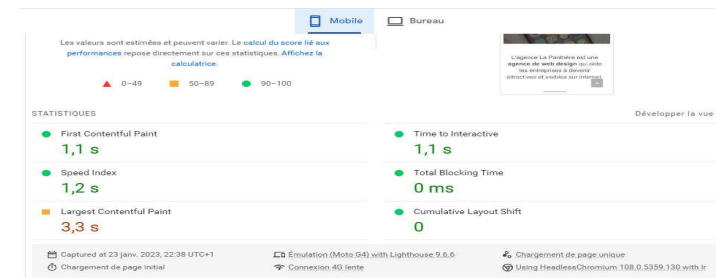 Mobile
Bureau
Les valeurs sont estimées et peuvent varier. Le calcul du score lié aux
performances repose directement sur ces statistiques. Affichez la
calculatrice.
0–49
50–89
90–100
L'agence La Panthère est une
agence de web design qui aide
les entreprises à devenir
attractives et visibles sur internet.
STATISTIQUES
Développer la vue
First Contentful Paint
1,1 s
Time to Interactive
1,1 s
Speed Index
1,2 s
Total Blocking Time
0 ms
Largest Contentful Paint
3,3 s
Cumulative Layout Shift
0
Captured at 23 janv. 2023, 22:38 UTC+1
Émulation (Moto G4) with Lighthouse 9.6.6
Chargement de page unique
Chargement de page initial
Connexion 4G lente
Using HeadlessChromium 108.0.5359.130 with lr